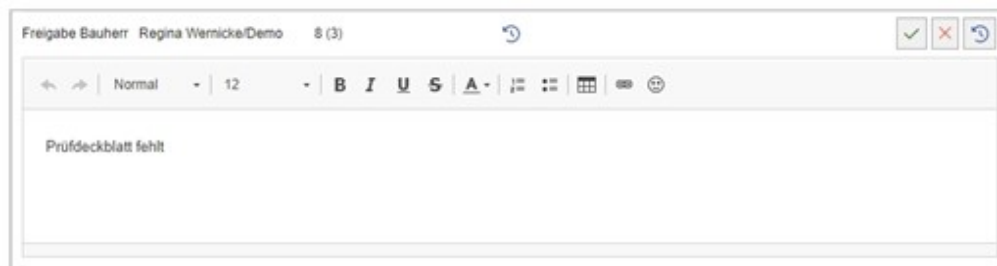 Freigabe Bauherr Regina Wernicke/Demo 8 (3)
Normal 12 B I U S A
Prüfdeckblatt fehlt